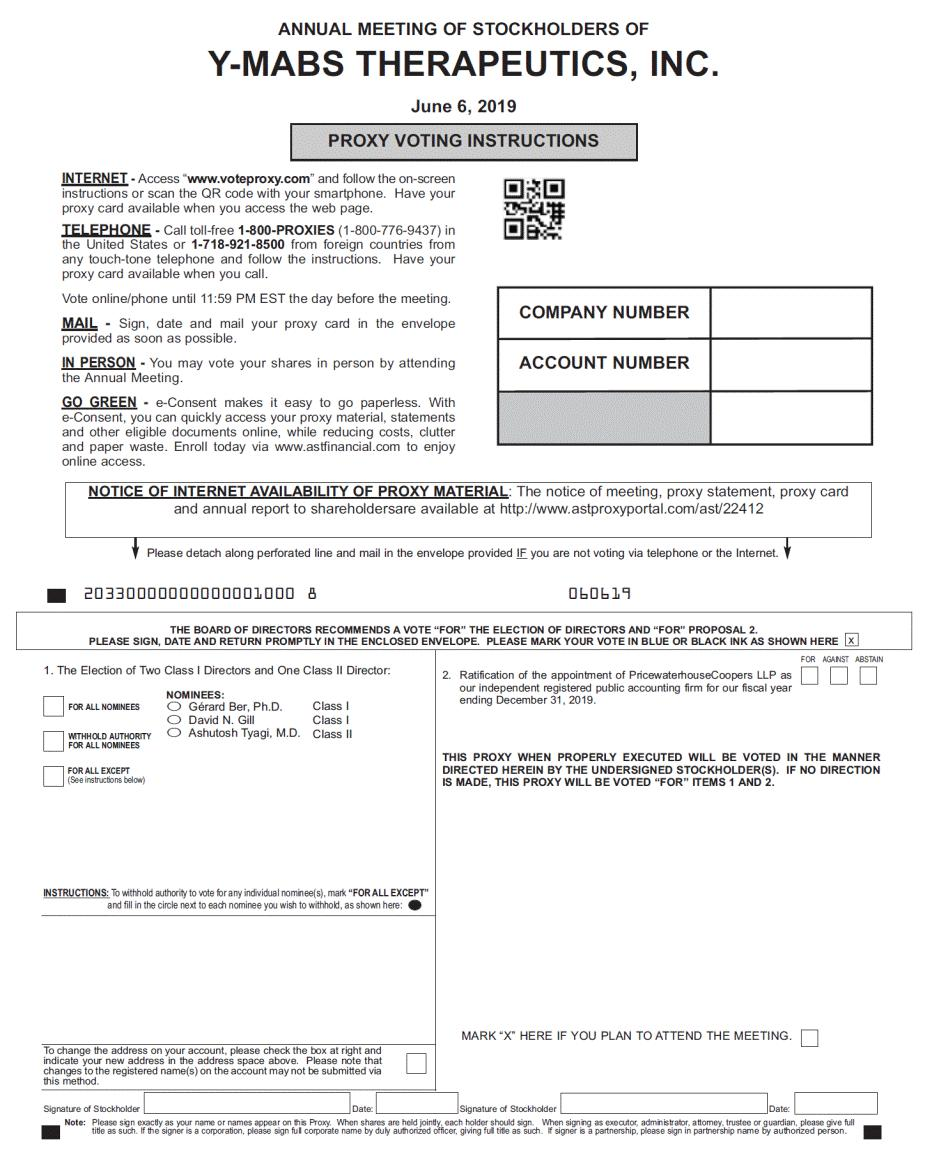 ANNUAL MEETING OF STOCKHOLDERS OF
Y-MABS THERAPEUTICS, INC.
June 6, 2019
PROXY VOTING INSTRUCTIONS
INTERNET - Access “www.voteproxy.com” and follow the on-screen
instructions or scan the QR code with your smartphone. Have your
proxy card available when you access the web page.
TELEPHONE - Call toll-free 1-800-PROXIES (1-800-776-9437) in
the United States or 1-718-921-8500 from foreign countries from
any touch-tone telephone and follow the instructions. Have your
proxy card available when you call.
Vote online/phone until 11:59 PM EST the day before the meeting.
MAIL - Sign, date and mail your proxy card in the envelope
provided as soon as possible.
IN PERSON - You may vote your shares in person by attending
the Annual Meeting.
GO GREEN - e-Consent makes it easy to go paperless. With
e-Consent, you can quickly access your proxy material, statements
and other eligible documents online, while reducing costs, clutter
and paper waste. Enroll today via www.astfinancial.com to enjoy
online access.
COMPANY NUMBER
ACCOUNT NUMBER
NOTICE OF INTERNET AVAILABILITY OF PROXY MATERIAL: The notice of meeting, proxy statement, proxy card
and annual report to shareholdersare available at http://www.astproxyportal.com/ast/22412
Please detach along perforated line and mail in the envelope provided IF you are not voting via telephone or the Internet.
20330000000000001000 8
060619
THE BOARD OF DIRECTORS RECOMMENDS A VOTE “FOR” THE ELECTION OF DIRECTORS AND “FOR” PROPOSAL 2.
PLEASE SIGN, DATE AND RETURN PROMPTLY IN THE ENCLOSED ENVELOPE. PLEASE MARK YOUR VOTE IN BLUE OR BLACK INK AS SHOWN HERE X
1. The Election of Two Class I Directors and One Class II Director:
NOMINEES:
FOR ALL NOMINEES
Gérard Ber, Ph.D. Class I
David N. Gill Class I
Ashutosh Tyagi, M.D. Class II
WITHHOLD AUTHORITY
FOR ALL NOMINEES
FOR ALL EXCEPT
(See instructions below)
INSTRUCTIONS: To withhold authority to vote for any individual nominee(s), mark “FOR ALL EXCEPT”
and fill in the circle next to each nominee you wish to withhold, as shown here:
To change the address on your account, please check the box at right and
indicate your new address in the address space above. Please note that
changes to the registered name(s) on the account may not be submitted via
this method.
FOR AGAINST ABSTAIN
2. Ratification of the appointment of PricewaterhouseCoopers LLP as
our independent registered public accounting firm for our fiscal year
ending December 31, 2019.
THIS PROXY WHEN PROPERLY EXECUTED WILL BE VOTED IN THE MANNER
DIRECTED HEREIN BY THE UNDERSIGNED STOCKHOLDER(S). IF NO DIRECTION
IS MADE, THIS PROXY WILL BE VOTED “FOR” ITEMS 1 AND 2.
MARK “X” HERE IF YOU PLAN TO ATTEND THE MEETING.
Signature of Stockholder Date: Signature of Stockholder Date:
Note: Please sign exactly as your name or names appear on this Proxy. When shares are held jointly, each holder should sign. When signing as executor, administrator, attorney, trustee or guardian, please give full
title as such. If the signer is a corporation, please sign full corporate name by duly authorized officer, giving full title as such. If signer is a partnership, please sign in partnership name by authorized person.